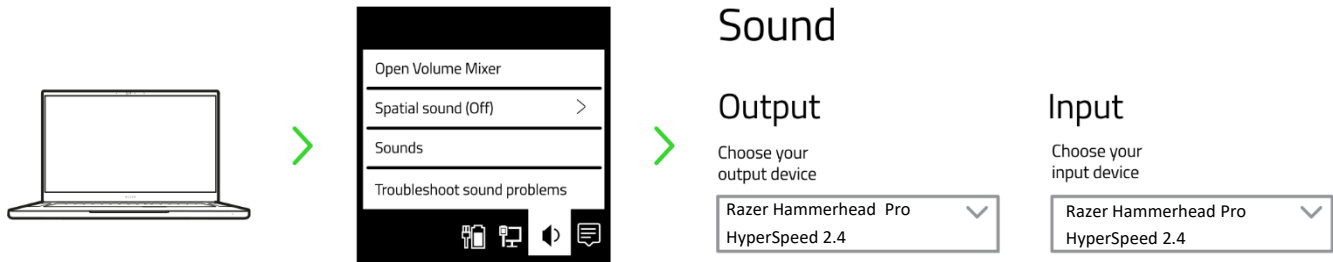 Open Volume Mixer
Spatial sound (Off)
Sounds
Troubleshoot sound problems
Sound
Output
Choose your
output device
Razer Hammerhead Pro
HyperSpeed 2.4
Input
Choose your
input device
Razer Hammerhead Pro
HyperSpeed 2.4